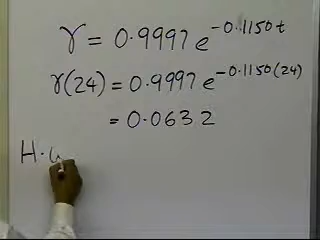 γ = 0.9997 e^-0.1150t
γ(24) = 0.9997 e^-0.1150(24)
= 0.0632
H.